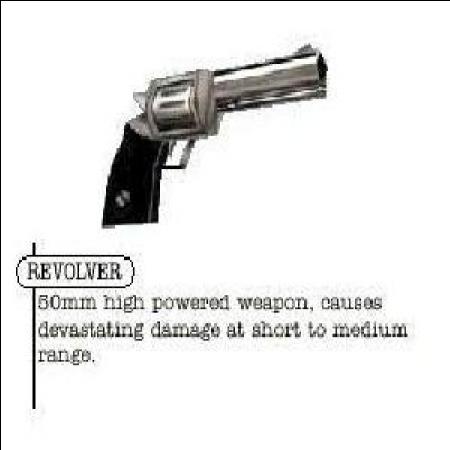 REVOLVER
50mm high powered weapon, causes
devastating damage at short to medium
range.